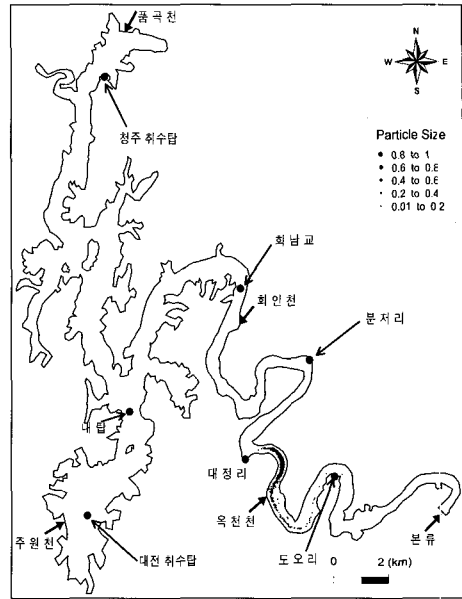 품곡천
N
W
E
S
청주 취수탑
Particle Size
0.8 to 1
0.6 to 0.8
0.4 to 0.6
0.2 to 0.4
0.01 to 0.2
회남교
회인천
분저리
대림
대정리
옥천천
주원천
대전 취수탑
도오리
본류
0 2 (km)